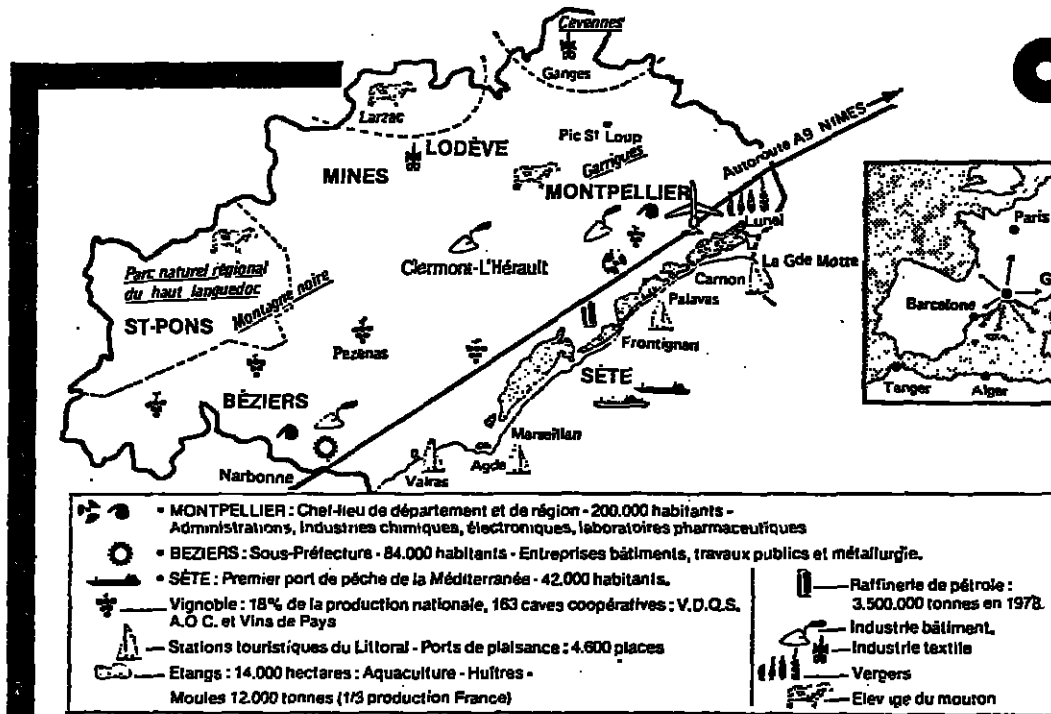 Cévennes
Ganges
Larzac
LODÈVE
MINES
Pic St Loup
Garrigues
MONTPELLIER
Autoroute A9 NIMES
Lunel
La Gde Motte
Carnon
Palavas
Frontignan
SÈTE
Clermont-L'Hérault
Parc naturel régional
du haut languedoc
Montagne noire
ST-PONS
Pezenas
BÉZIERS
Marseillan
Agde
Valras
Narbonne
Paris
G
Barcelone
Tanger
Alger
• MONTPELLIER : Chef-lieu de département et de région - 200.000 habitants -
Administrations, industries chimiques, électroniques, laboratoires pharmaceutiques
• BEZIERS : Sous-Préfecture - 84.000 habitants - Entreprises bâtiments, travaux publics et métallurgie.
• SÈTE : Premier port de pêche de la Méditerranée - 42.000 habitants.
Vignoble : 18% de la production nationale, 163 caves coopératives : V.D.Q.S.
A.O C. et Vins de Pays
Stations touristiques du Littoral - Ports de plaisance : 4.600 places
Etangs : 14.000 hectares : Aquaculture - Huîtres -
Moules 12.000 tonnes (1/3 production France)
Raffinerie de pétrole :
3.500.000 tonnes en 1978.
Industrie bâtiment.
Industrie textile
Vergers
Elevage du mouton